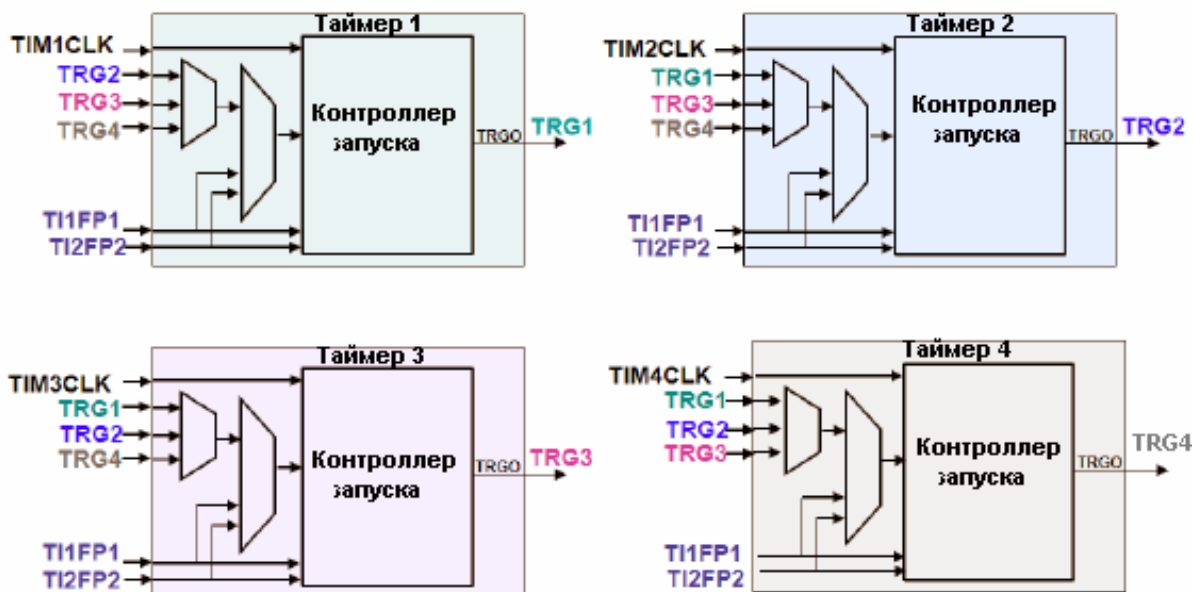 Таймер 1
TIM1CLK
TRG2
TRG3
TRG4
Контроллер
запуска
TRGO
TRG1
TI1FP1
TI2FP2
Таймер 2
TIM2CLK
TRG1
TRG3
TRG4
Контроллер
запуска
TRGO
TRG2
TI1FP1
TI2FP2
Таймер 3
TIM3CLK
TRG1
TRG2
TRG4
Контроллер
запуска
TRGO
TRG3
TI1FP1
TI2FP2
Таймер 4
TIM4CLK
TRG1
TRG2
TRG3
Контроллер
запуска
TRGO
TRG4
TI1FP1
TI2FP2